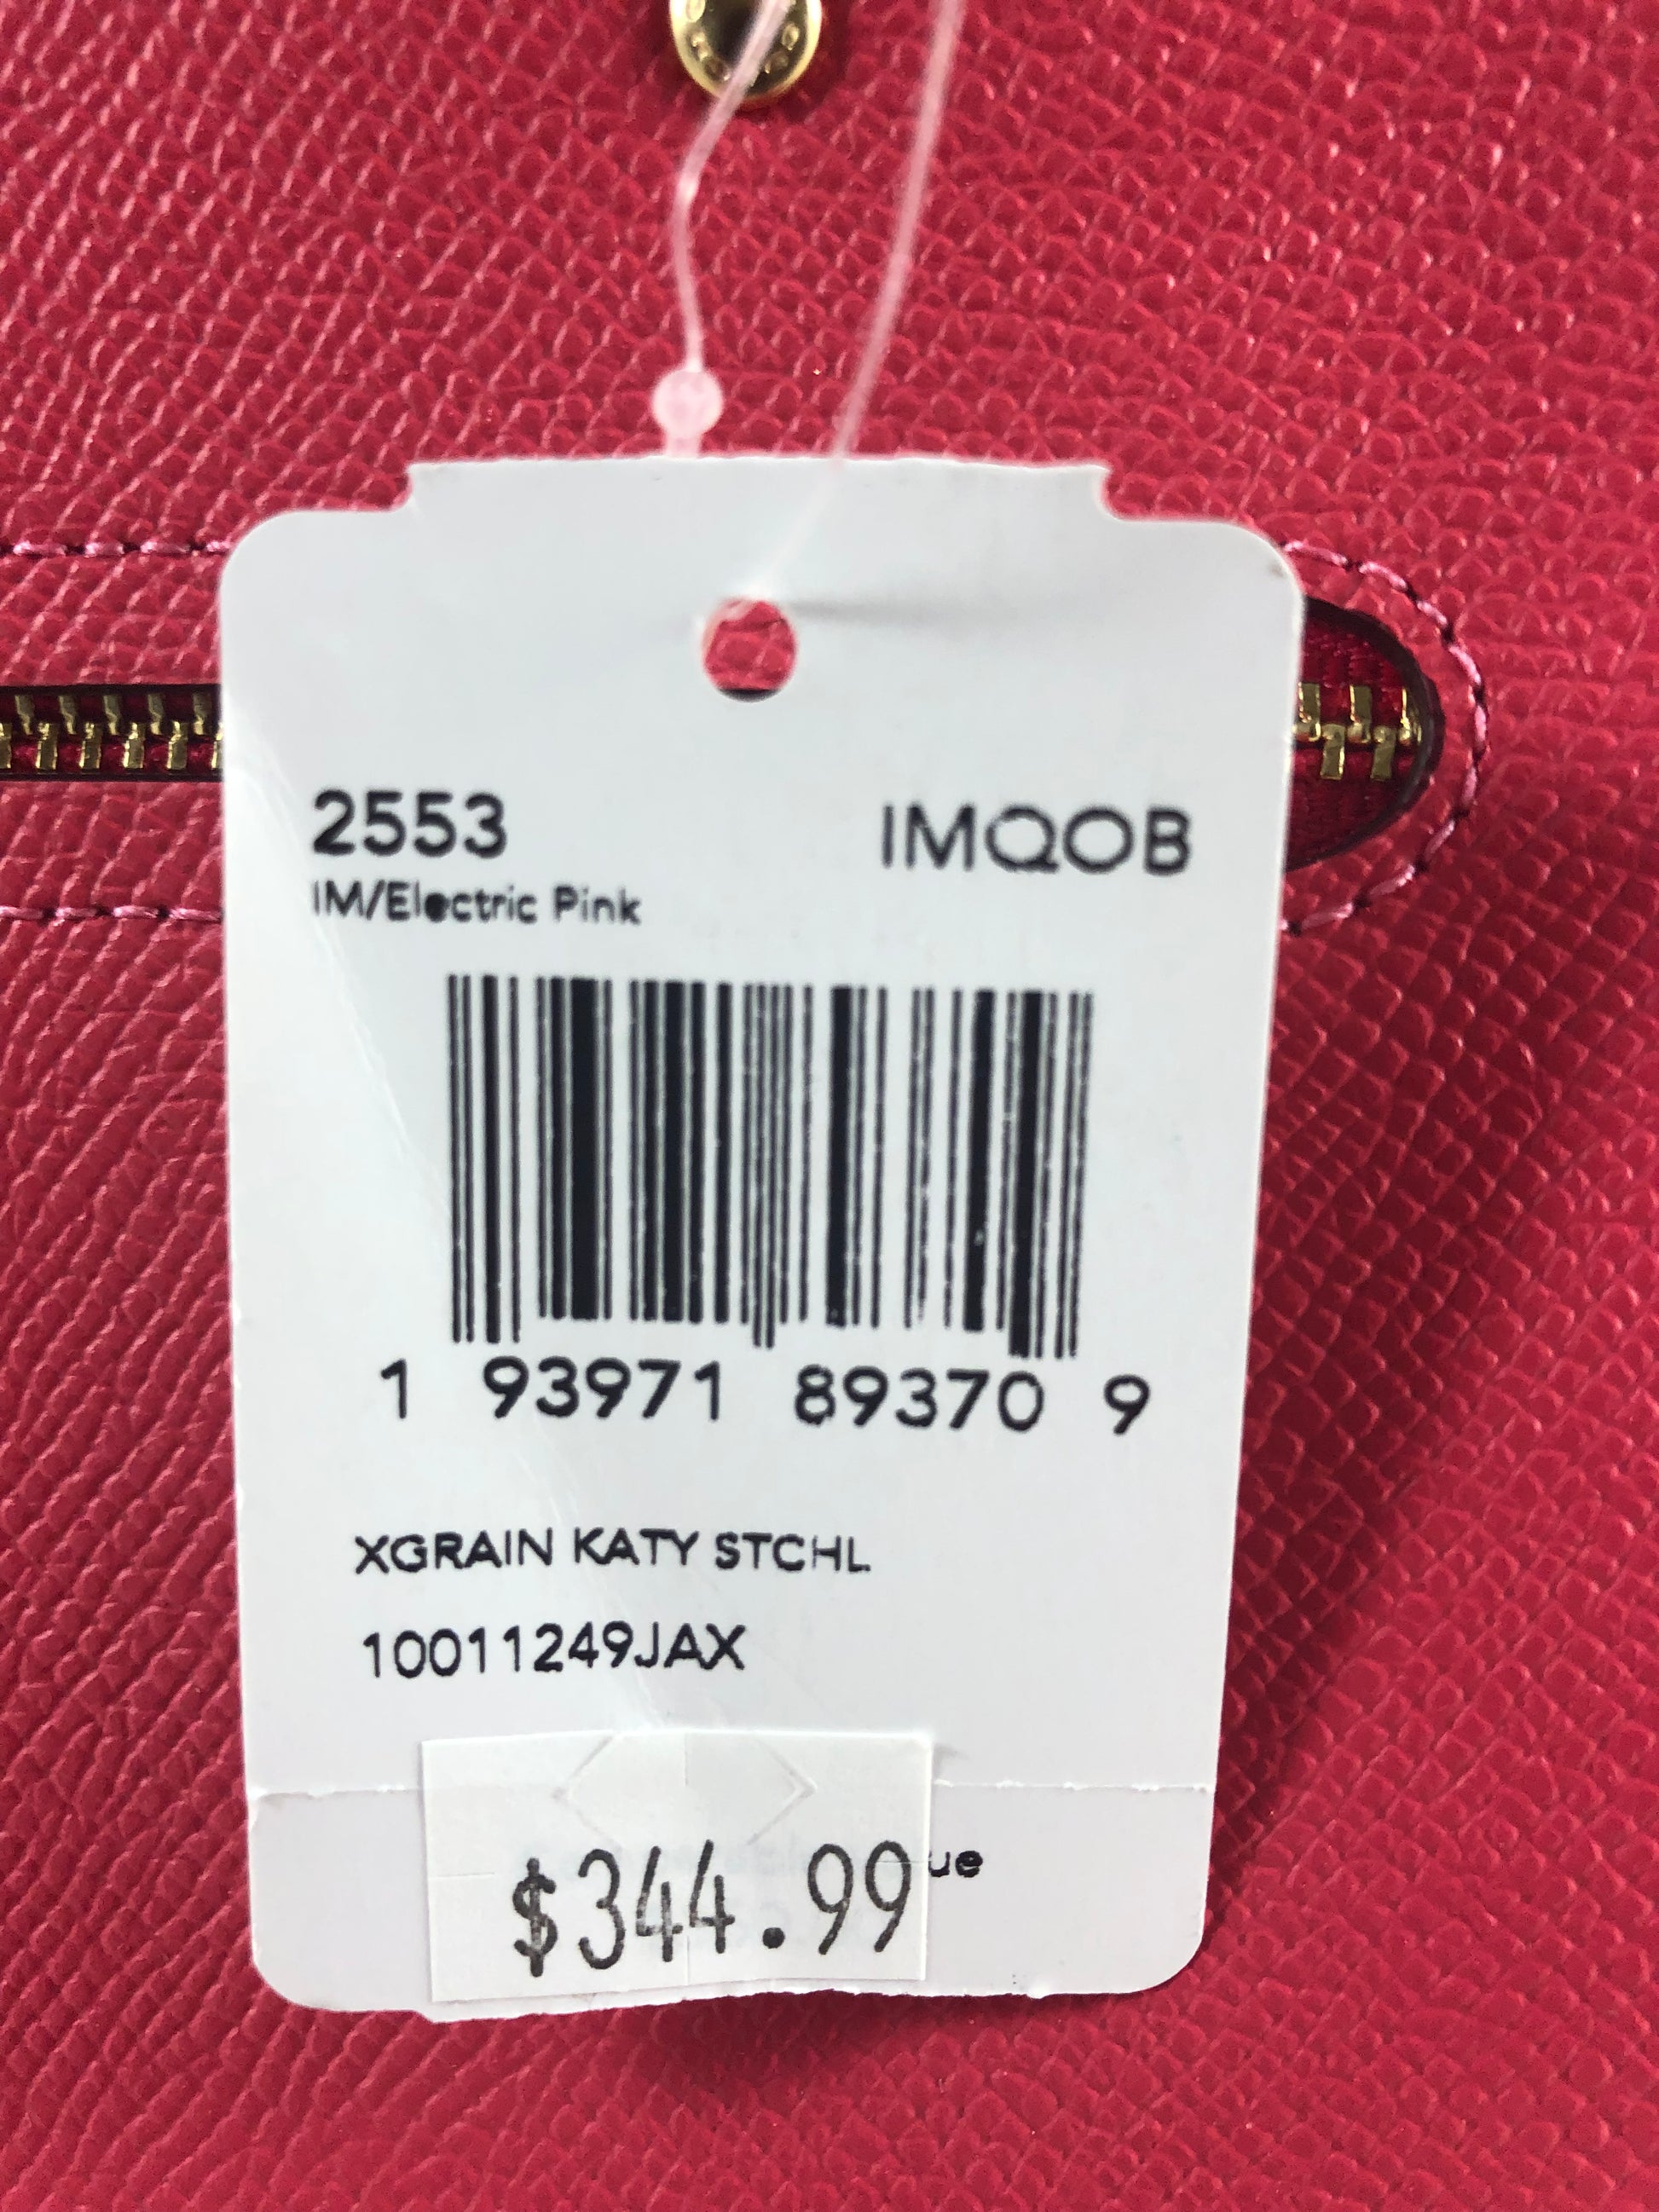 2553 IMQOB
IM/Electric Pink
1 93971 89370 9
XGRAIN KATY STCHL
10011249JAX
ue
$344.99